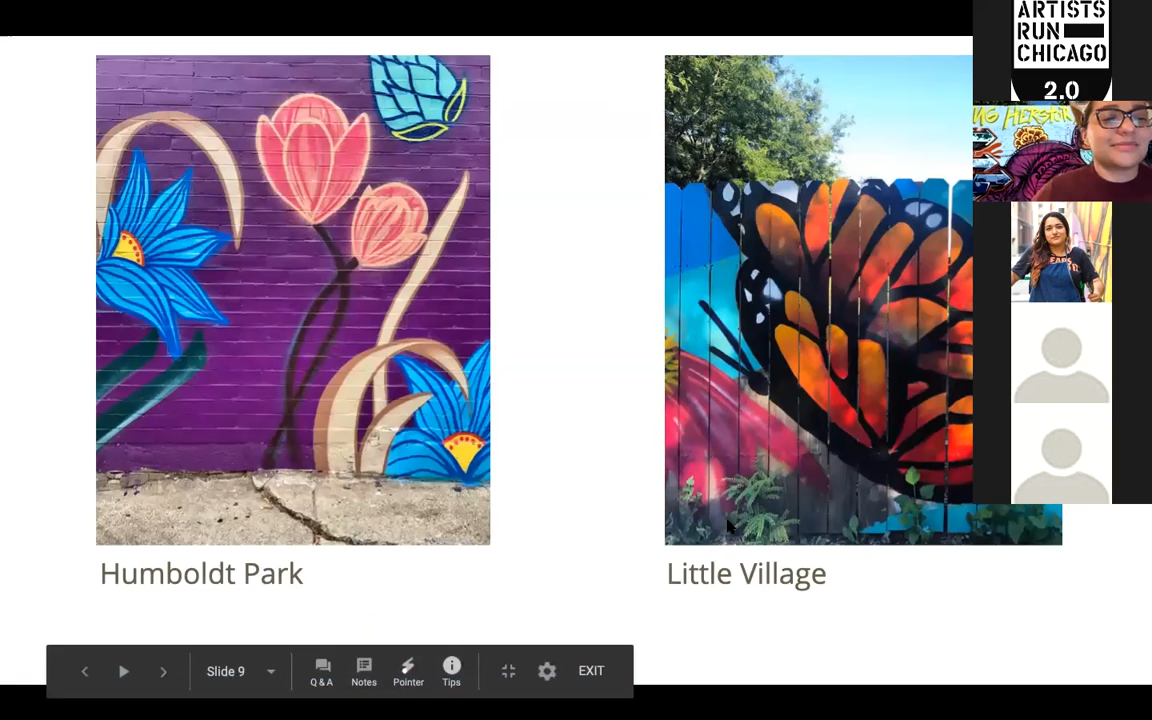 ARTISTS
RUN
CHICAGO
2.0
Humboldt Park
Little Village
Slide 9
Q & A
Notes
Pointer
Tips
EXIT